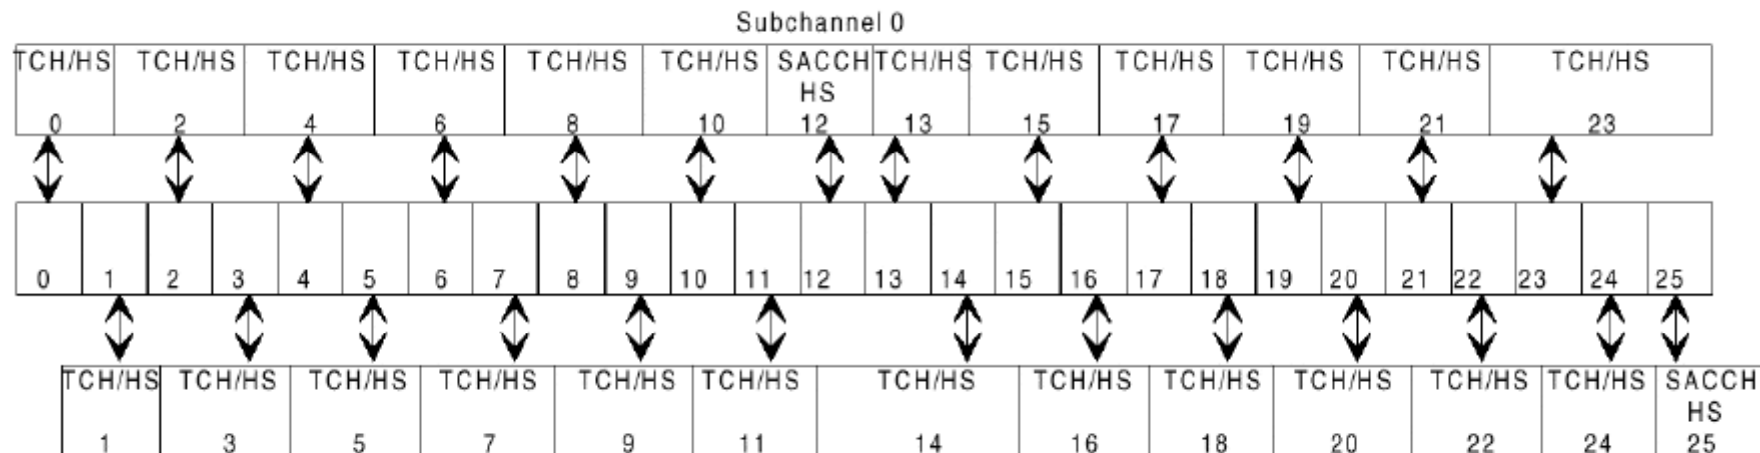 Subchannel 0
TCH/HS TCH/HS TCH/HS TCH/HS TCH/HS TCH/HS SACCH TCH/HS TCH/HS TCH/HS TCH/HS TCH/HS TCH/HS
HS
0 2 4 6 8 10 12 13 15 17 19 21 23
0 1 2 3 4 5 6 7 8 9 10 11 12 13 14 15 16 17 18 19 20 21 22 23 24 25
TCH/HS TCH/HS TCH/HS TCH/HS TCH/HS TCH/HS TCH/HS TCH/HS TCH/HS TCH/HS TCH/HS TCH/HS SACCH
HS
1 3 5 7 9 11 14 16 18 20 22 24 25